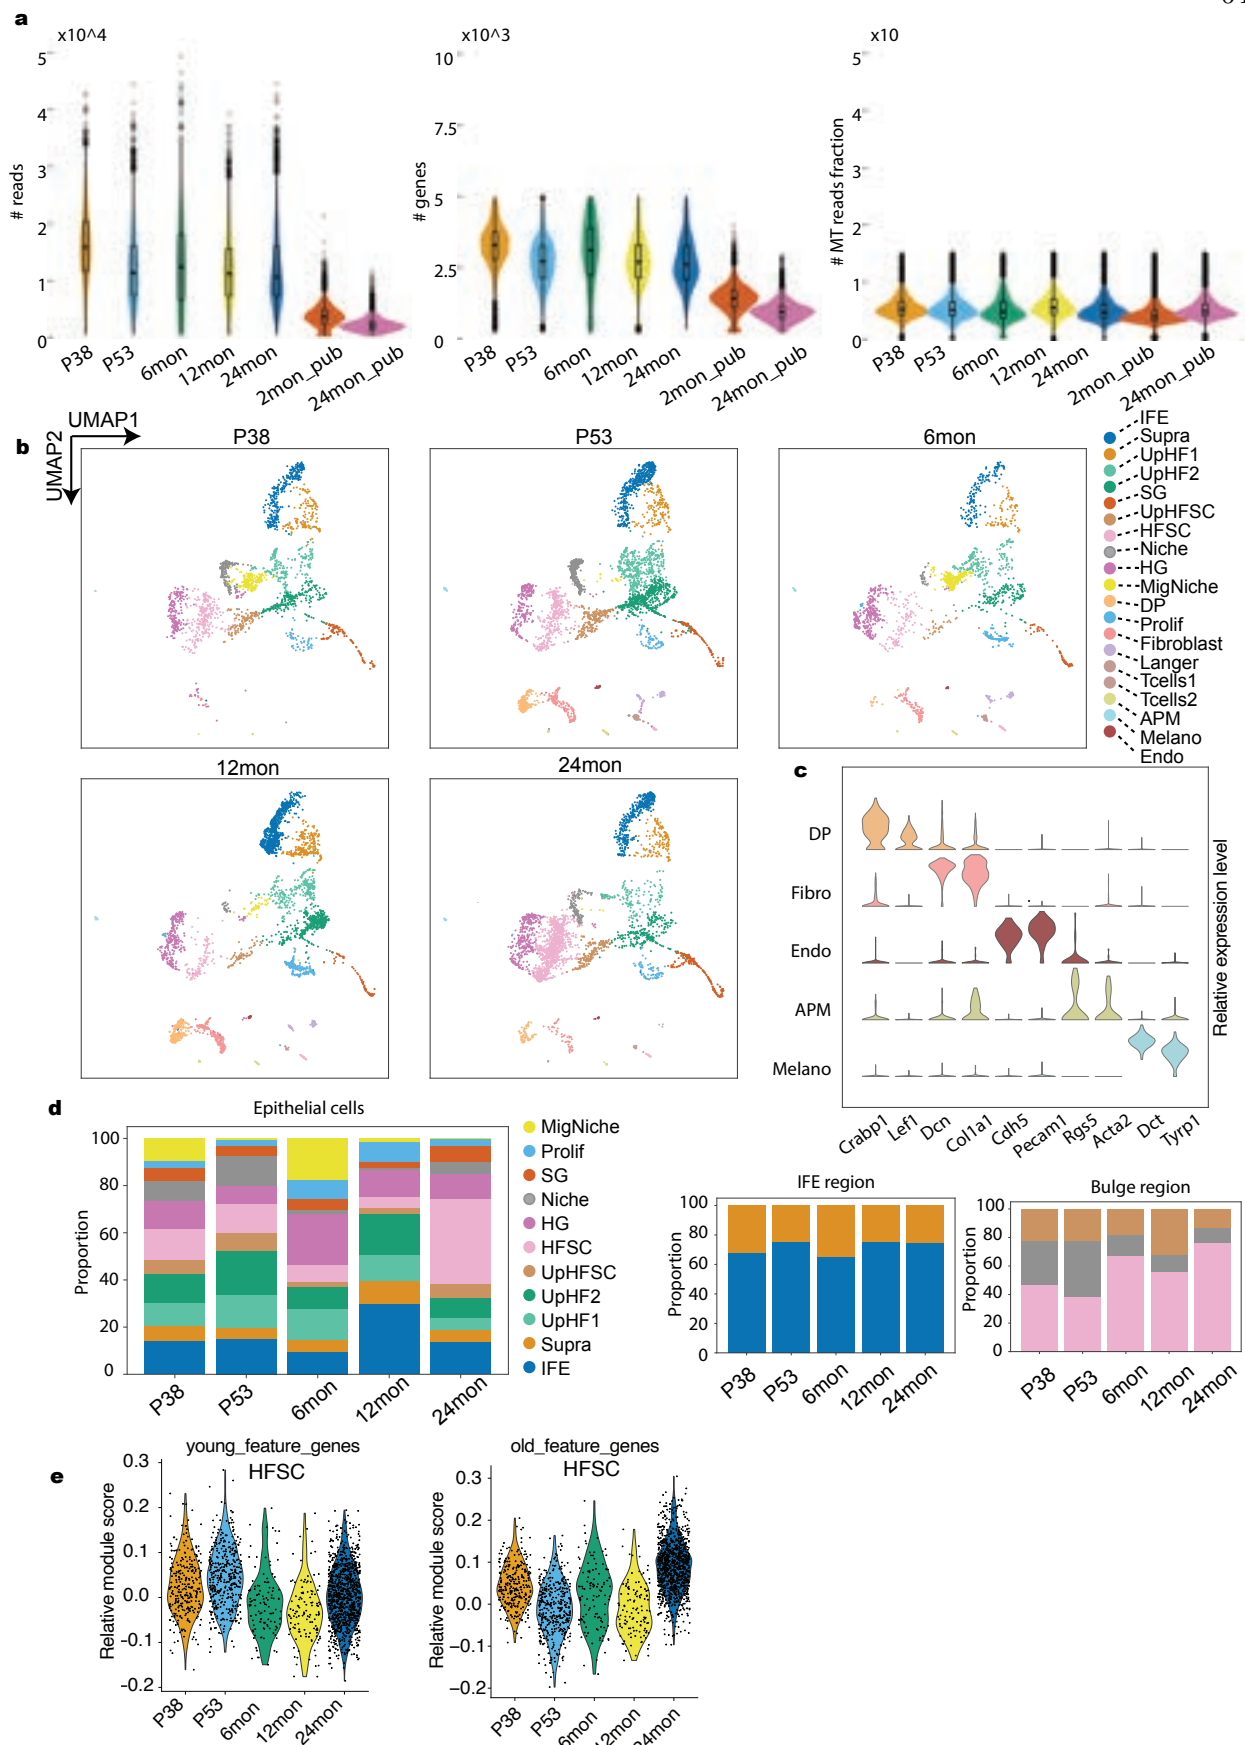 a
x10^4
5
4
3
2
1
0
# reads
P38
P53
6mon
12mon
24mon
2mon_pub
24mon_pub
x10^3
10
7.5
5
2.5
0
# genes
P38
P53
6mon
12mon
24mon
2mon_pub
24mon_pub
x10
5
4
3
2
1
0
# MT reads fraction
P38
P53
6mon
12mon
24mon
2mon_pub
24mon_pub
b
UMAP1
UMAP2
P38
P53
6mon
12mon
24mon
IFE
Supra
UpHF1
UpHF2
SG
UpHFSC
HFSC
Niche
HG
MigNiche
DP
Prolif
Fibroblast
Langer
Tcells1
Tcells2
APM
Melano
Endo
c
DP
Fibro
Endo
APM
Melano
Relative expression level
Crabp1
Lef1
Dcn
Col1a1
Cdh5
Pecam1
Rgs5
Acta2
Dct
Tyrp1
d
Epithelial cells
100
80
60
40
20
0
Proportion
P38
P53
6mon
12mon
24mon
MigNiche
Prolif
SG
Niche
HG
HFSC
UpHFSC
UpHF2
UpHF1
Supra
IFE
IFE region
100
80
60
40
20
0
Proportion
P38
P53
6mon
12mon
24mon
Bulge region
100
80
60
40
20
0
Proportion
P38
P53
6mon
12mon
24mon
e
young_feature_genes
HFSC
0.3
0.2
0.1
0.0
−0.1
−0.2
Relative module score
P38
P53
6mon
12mon
24mon
old_feature_genes
HFSC
0.3
0.2
0.1
0.0
−0.1
−0.2
Relative module score
P38
P53
6mon
12mon
24mon